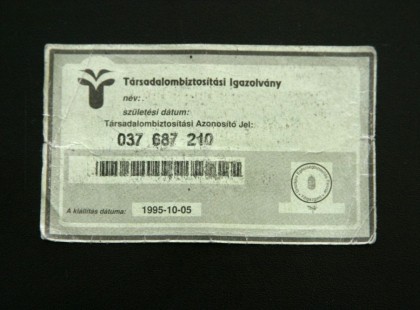 Társadalombiztosítási Igazolvány
név:
születési dátum:
Társadalombiztosítási Azonosító Jel:
037 687 210
A kiállítás dátuma: 1995-10-05